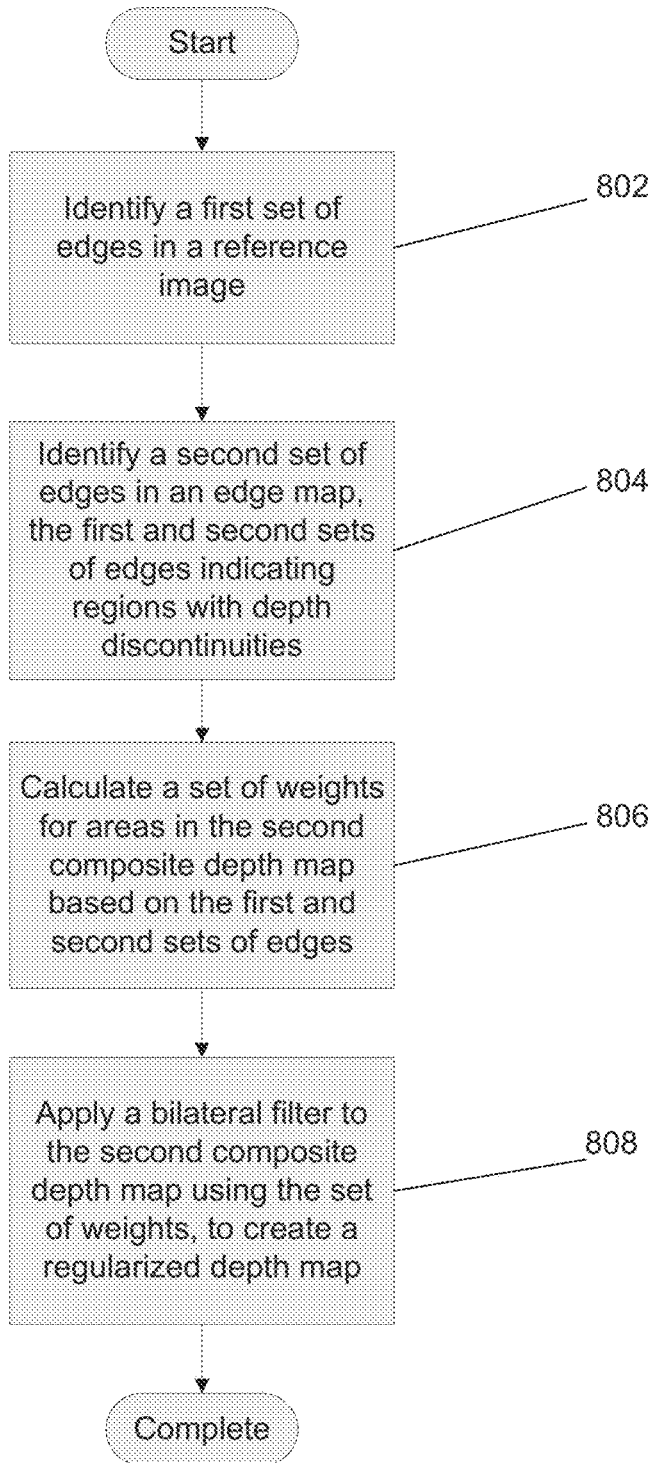 Start
Identify a first set of
edges in a reference
image
802
Identify a second set of
edges in an edge map,
the first and second sets
of edges indicating
regions with depth
discontinuities
804
Calculate a set of weights
for areas in the second
composite depth map
based on the first and
second sets of edges
806
Apply a bilateral filter to
the second composite
depth map using the set
of weights, to create a
regularized depth map
808
Complete